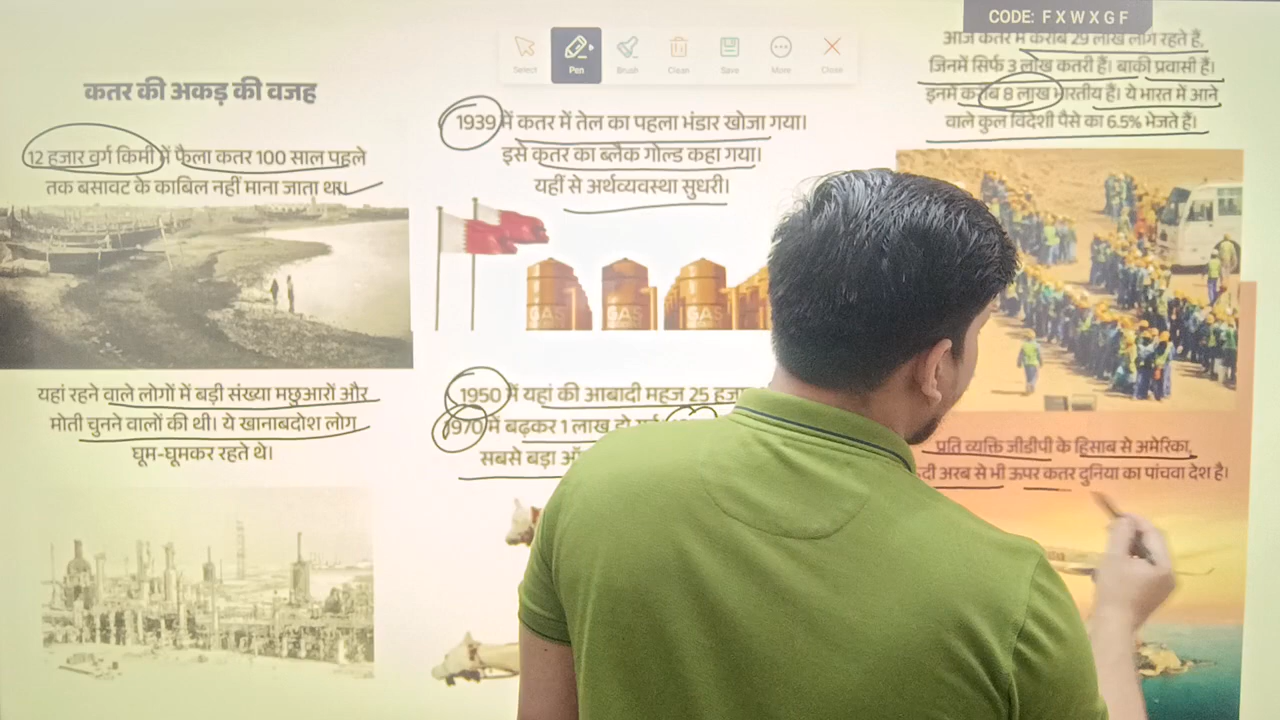 CODE: FXWXGF
Select
Pen
Brush
Clean
Save
More
Close
कतर की अकड़ की वजह
12 हजार वर्ग किमी में फैला कतर 100 साल पहले
तक बसावट के काबिल नहीं माना जाता था।
यहां रहने वाले लोगों में बड़ी संख्या मछुआरों और
मोती चुनने वालों की थी। ये खानाबदोश लोग
घूम-घूमकर रहते थे।
1939 में कतर में तेल का पहला भंडार खोजा गया।
इसे कतर का ब्लैक गोल्ड कहा गया।
यहीं से अर्थव्यवस्था सुधरी।
GAS
GAS
GAS
1950 में यहां की आबादी महज 25
1970 में बढ़कर 1 लाख हो
सबसे बड़ा
आज कतर में करीब 29 लाख लोग रहते हैं,
जिनमें सिर्फ 3 लाख कतरी हैं। बाकी प्रवासी हैं।
इनमें करीब 8 लाख भारतीय हैं। ये भारत में आने
वाले कुल विदेशी पैसे का 6.5% भेजते हैं।
प्रति व्यक्ति जीडीपी के हिसाब से अमेरिका,
अरब से भी ऊपर कतर दुनिया का पांचवा देश है।